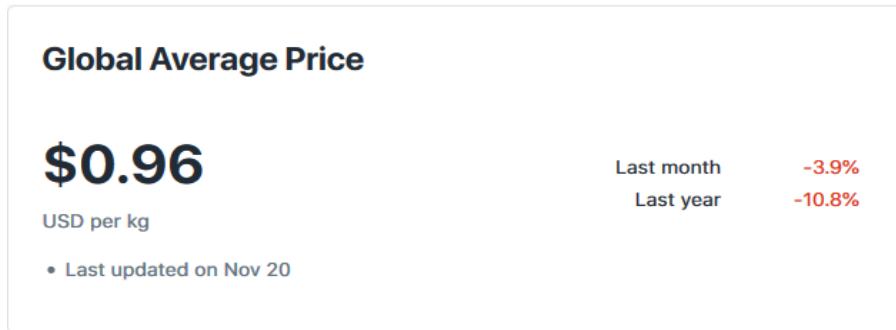 Global Average Price
$0.96
Last month -3.9%
USD per kg
Last year -10.8%
• Last updated on Nov 20